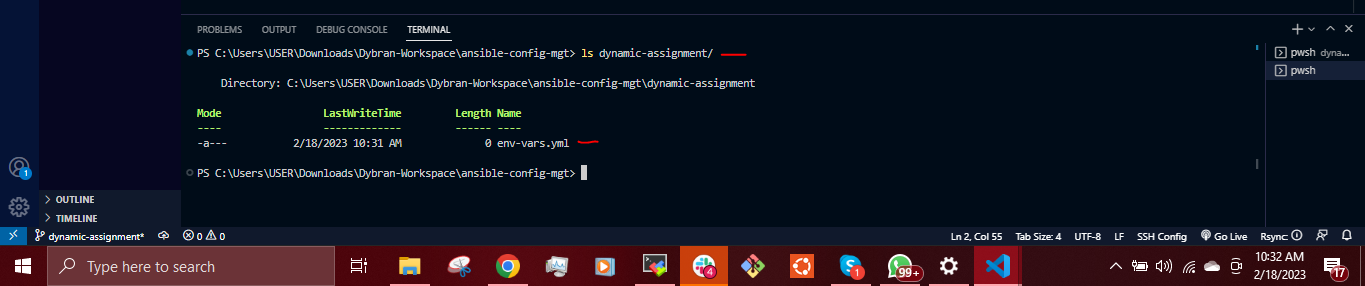 PROBLEMS OUTPUT DEBUG CONSOLE TERMINAL
PS C:\Users\USER\Downloads\Dybran-Workspace\ansible-config-mgt> ls dynamic-assignment/
pwsh dyna...
pwsh
Directory: C:\Users\USER\Downloads\Dybran-Workspace\ansible-config-mgt\dynamic-assignment
Mode LastWriteTime Length Name
---- ------------- ------ ----
-a--- 2/18/2023 10:31 AM 0 env-vars.yml
PS C:\Users\USER\Downloads\Dybran-Workspace\ansible-config-mgt>
1
OUTLINE
TIMELINE
dynamic-assignment* 0 0 Ln 2, Col 55 Tab Size: 4 UTF-8 LF SSH Config Go Live Rsync:
Type here to search 4 1 99+ 10:32 AM
2/18/2023 17